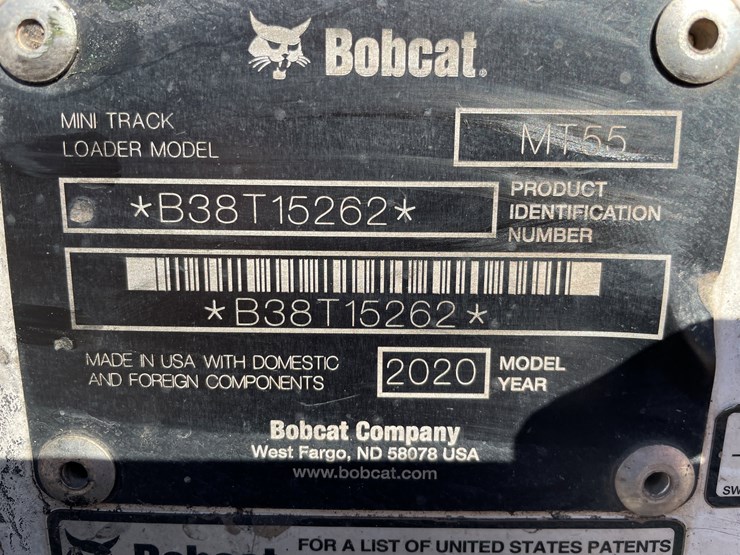 Bobcat.
MINI TRACK
LOADER MODEL
MT55
*B38T15262*
PRODUCT
IDENTIFICATION
NUMBER
*B38T15262*
MADE IN USA WITH DOMESTIC
AND FOREIGN COMPONENTS
2020
MODEL
YEAR
Bobcat Company
West Fargo, ND 58078 USA
www.bobcat.com
SW
Bobcat
FOR A LIST OF UNITED STATES PATENTS